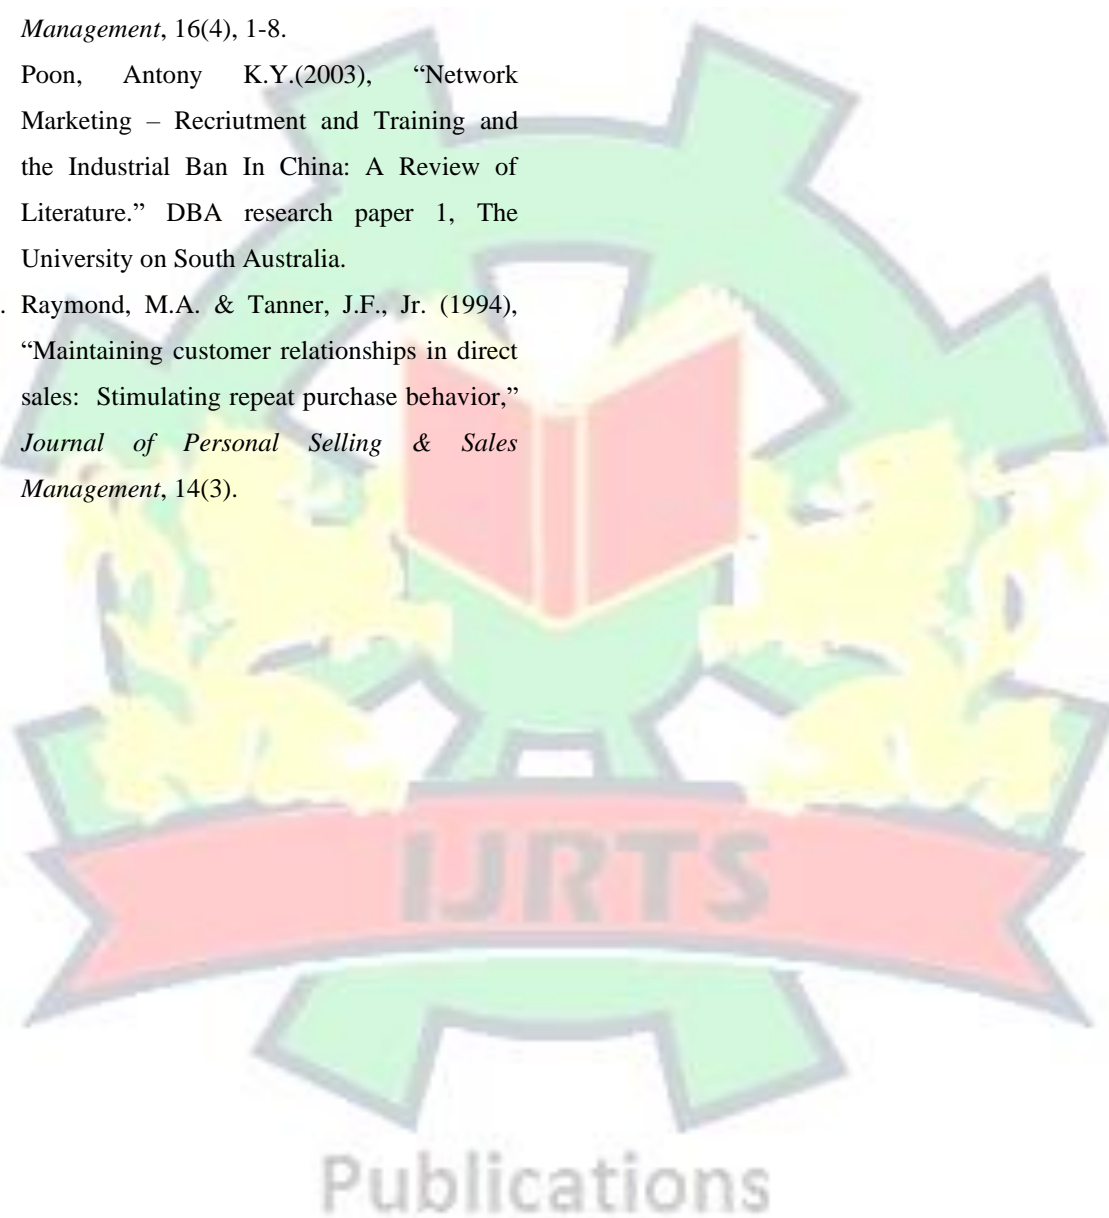 Management, 16(4), 1-8.
Poon, Antony K.Y.(2003), “Network
Marketing – Recriutment and Training and
the Industrial Ban In China: A Review of
Literature.” DBA research paper 1, The
University on South Australia.
. Raymond, M.A. & Tanner, J.F., Jr. (1994),
“Maintaining customer relationships in direct
sales: Stimulating repeat purchase behavior,”
Journal of Personal Selling & Sales
Management, 14(3).
IJRTS
Publications